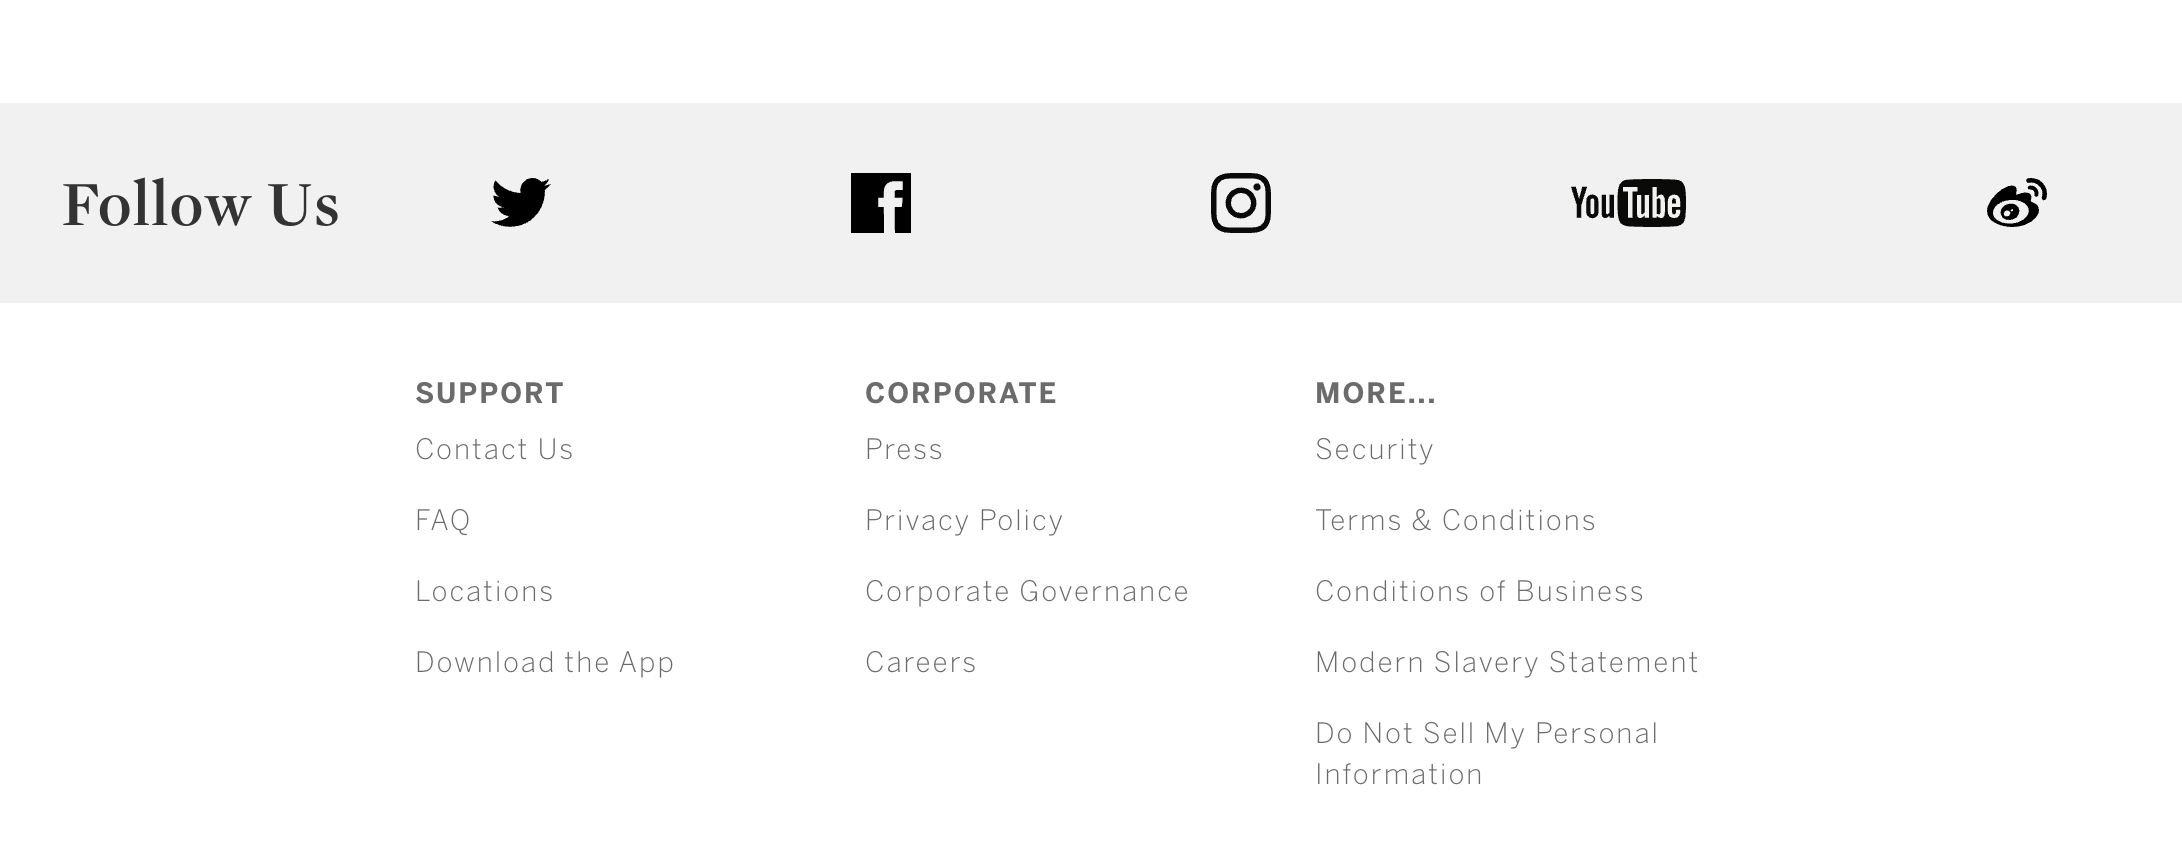 Follow Us
YouTube
SUPPORT
Contact Us
FAQ
Locations
Download the App
CORPORATE
Press
Privacy Policy
Corporate Governance
Careers
MORE...
Security
Terms & Conditions
Conditions of Business
Modern Slavery Statement
Do Not Sell My Personal
Information